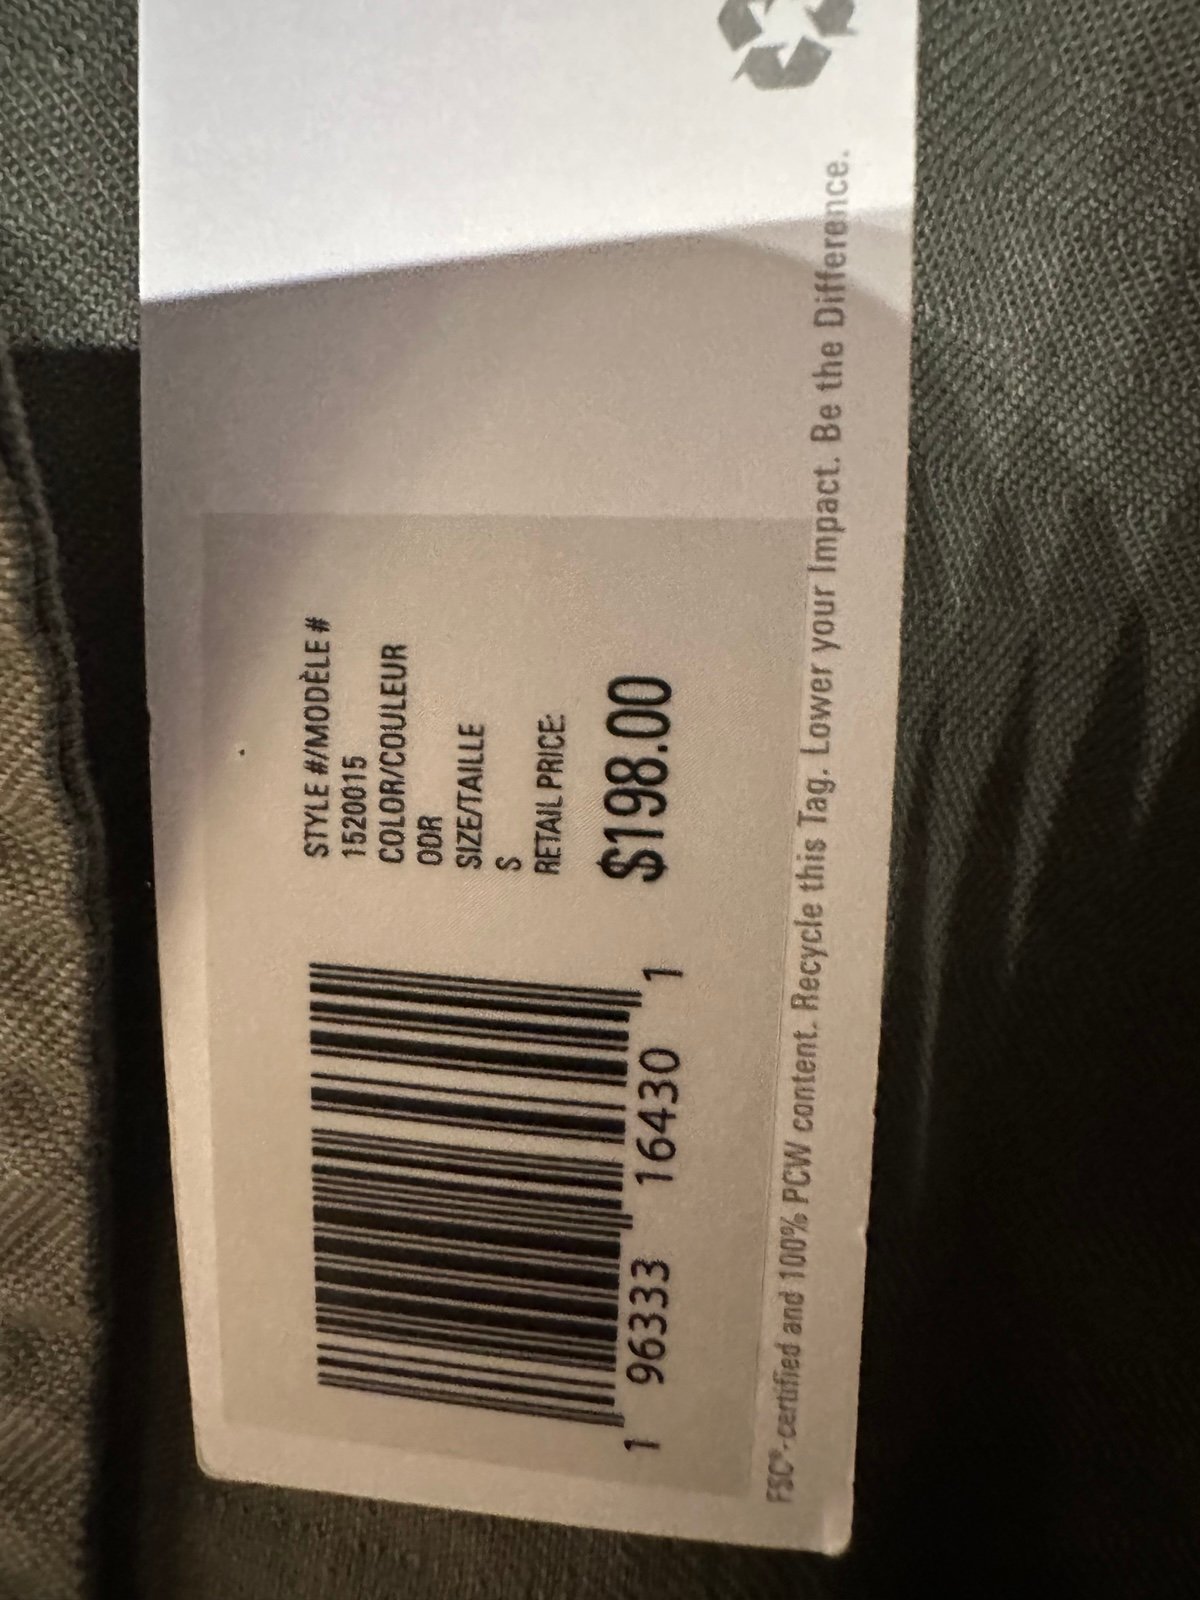 STYLE #/MODÈLE #
1520015
COLOR/COULEUR
ODR
SIZE/TAILLE
S
RETAIL PRICE:
$198.00
1 96333 16430 1
FSC®-certified and 100% PCW content. Recycle this Tag. Lower your Impact. Be the Difference.